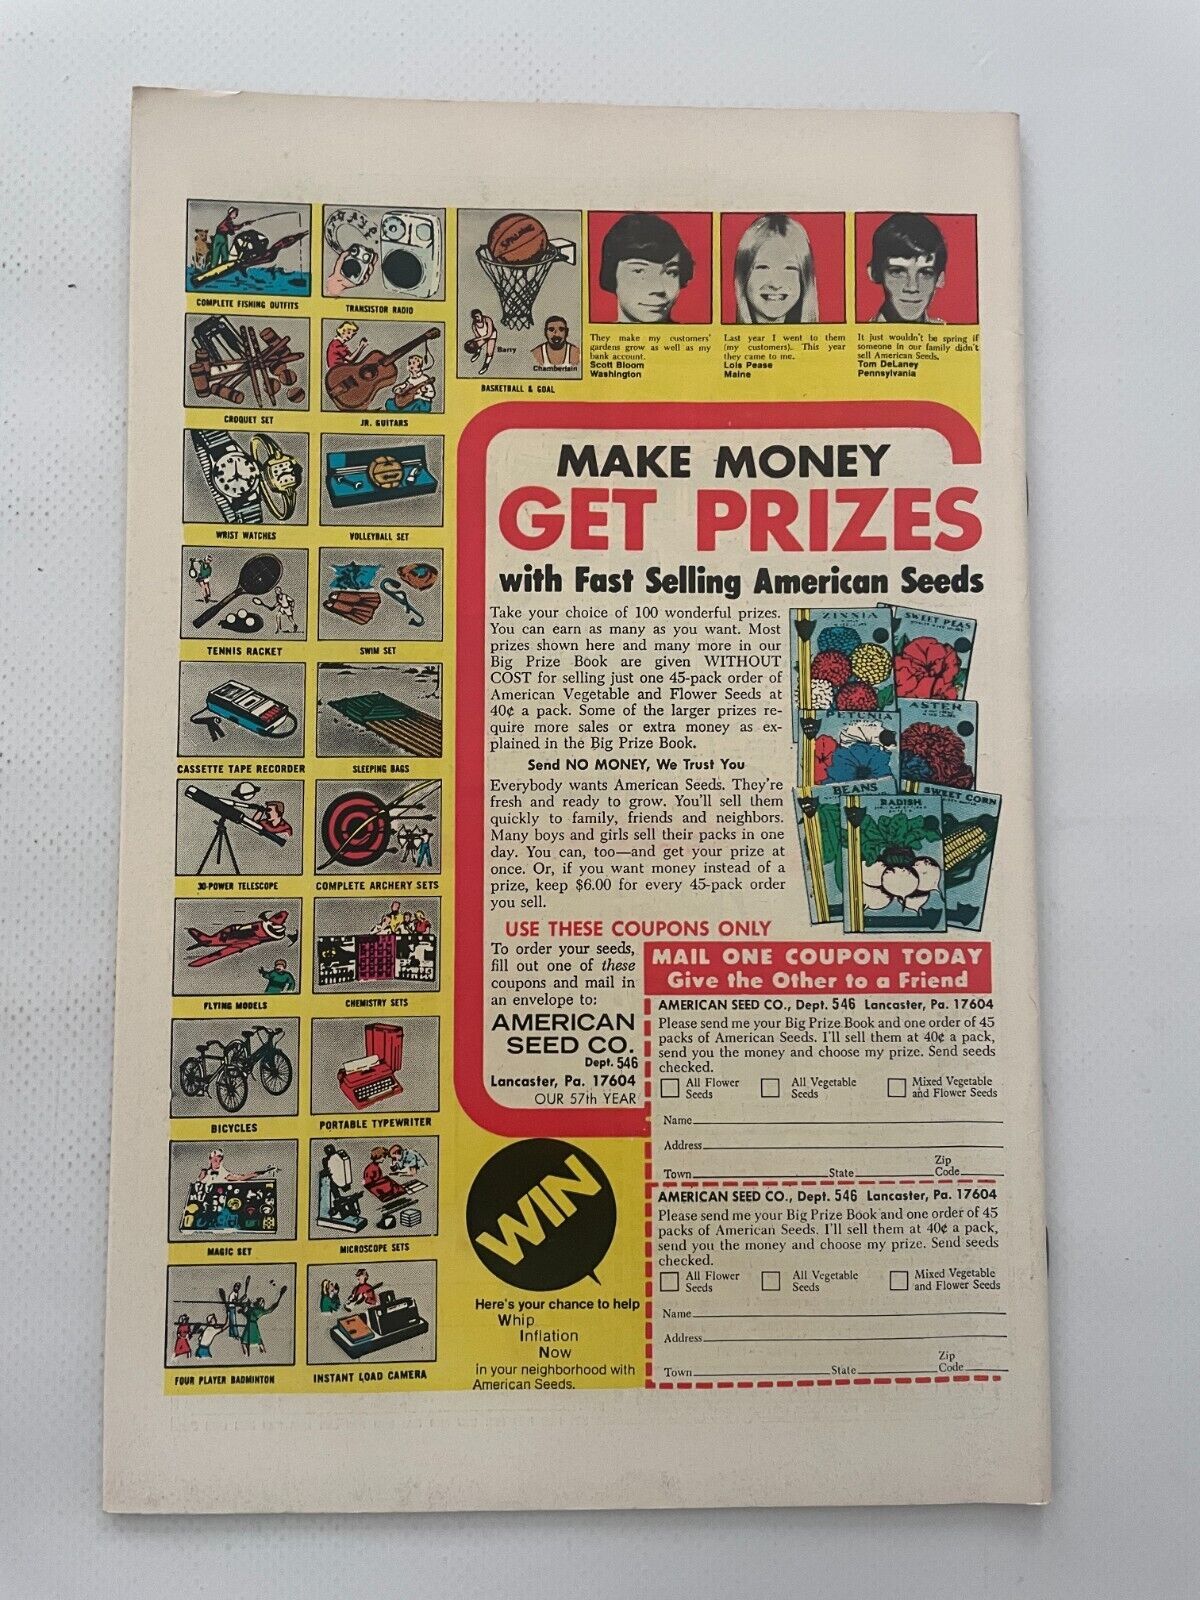 COMPLETE FISHING OUTFITS
TRANSISTOR RADIO
SPALDING
Barry
Chamberlain
BASKETBALL & GOAL
They make my customers'
gardens grow as well as my
bank account.
Scott Bloom
Washington
Last year I went to them
(my customers). This year
they came to me.
Lois Pease
Maine
It just wouldn't be spring if
someone in our family didn't
sell American Seeds.
Tom DeLaney
Pennsylvania
CROQUET SET
JR. GUITARS
WRIST WATCHES
VOLLEYBALL SET
TENNIS RACKET
SWIM SET
CASSETTE TAPE RECORDER
SLEEPING BAGS
30-POWER TELESCOPE
COMPLETE ARCHERY SETS
FLYING MODELS
CHEMISTRY SETS
BICYCLES
PORTABLE TYPEWRITER
MAGIC SET
MICROSCOPE SETS
FOUR PLAYER BADMINTON
INSTANT LOAD CAMERA
MAKE MONEY
GET PRIZES
with Fast Selling American Seeds
Take your choice of 100 wonderful prizes.
You can earn as many as you want. Most
prizes shown here and many more in our
Big Prize Book are given WITHOUT
COST for selling just one 45-pack order of
American Vegetable and Flower Seeds at
40¢ a pack. Some of the larger prizes re-
quire more sales or extra money as ex-
plained in the Big Prize Book.
Send NO MONEY, We Trust You
Everybody wants American Seeds. They're
fresh and ready to grow. You'll sell them
quickly to family, friends and neighbors.
Many boys and girls sell their packs in one
day. You can, too—and get your prize at
once. Or, if you want money instead of a
prize, keep $6.00 for every 45-pack order
you sell.
ZINNIA
SWEET PEAS
PETUNIA
ASTER
BEANS
RADISH
SWEET CORN
USE THESE COUPONS ONLY
To order your seeds,
fill out one of these
coupons and mail in
an envelope to:
AMERICAN
SEED CO.
Dept. 546
Lancaster, Pa. 17604
OUR 57th YEAR
MAIL ONE COUPON TODAY
Give the Other to a Friend
AMERICAN SEED CO., Dept. 546 Lancaster, Pa. 17604
Please send me your Big Prize Book and one order of 45
packs of American Seeds. I'll sell them at 40¢ a pack,
send you the money and choose my prize. Send seeds
checked.
All Flower Seeds
All Vegetable Seeds
Mixed Vegetable and Flower Seeds
Name
Address
Town State Zip Code
AMERICAN SEED CO., Dept. 546 Lancaster, Pa. 17604
Please send me your Big Prize Book and one order of 45
packs of American Seeds. I'll sell them at 40¢ a pack,
send you the money and choose my prize. Send seeds
checked.
All Flower Seeds
All Vegetable Seeds
Mixed Vegetable and Flower Seeds
Name
Address
Town State Zip Code
WIN
Here's your chance to help
Whip
Inflation
Now
in your neighborhood with
American Seeds.